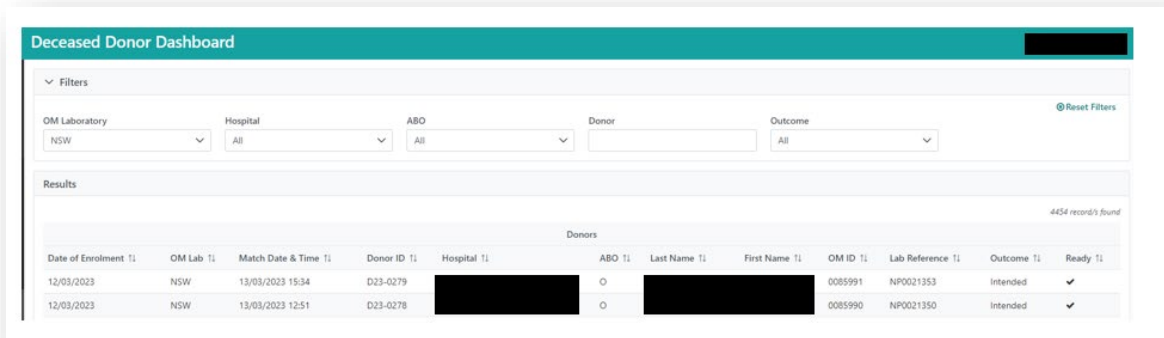 Deceased Donor Dashboard
Filters
Reset Filters
OM Laboratory Hospital ABO Donor Outcome
NSW All All All
Results
4454 record/s found
Donors
Date of Enrolment OM Lab Match Date & Time Donor ID Hospital ABO Last Name First Name OM ID Lab Reference Outcome Ready
12/03/2023 NSW 13/03/2023 15:34 D23-0279 O 0085991 NP0021353 Intended
12/03/2023 NSW 13/03/2023 12:51 D23-0278 O 0085990 NP0021350 Intended